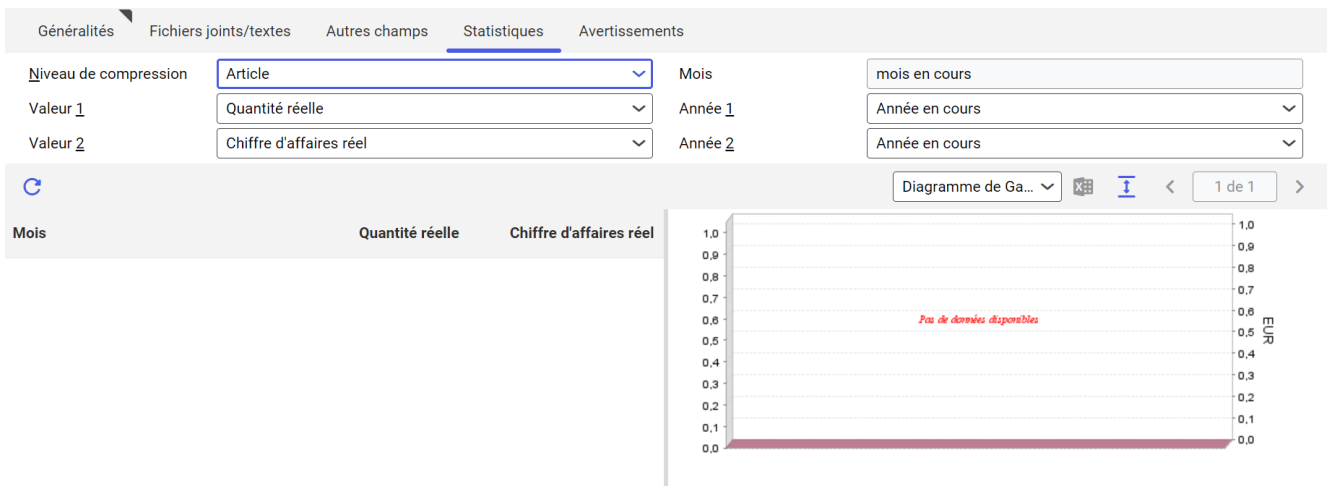 Généralités Fichiers joints/textes Autres champs Statistiques Avertissements
Niveau de compression Article Mois mois en cours
Valeur 1 Quantité réelle Année 1 Année en cours
Valeur 2 Chiffre d'affaires réel Année 2 Année en cours
Diagramme de Ga... 1 de 1
Mois Quantité réelle Chiffre d'affaires réel
1,0 1,0
0,9 0,9
0,8 0,8
0,7 0,7
0,6 Pas de données disponibles 0,6
0,5 0,5 EUR
0,4 0,4
0,3 0,3
0,2 0,2
0,1 0,1
0,0 0,0